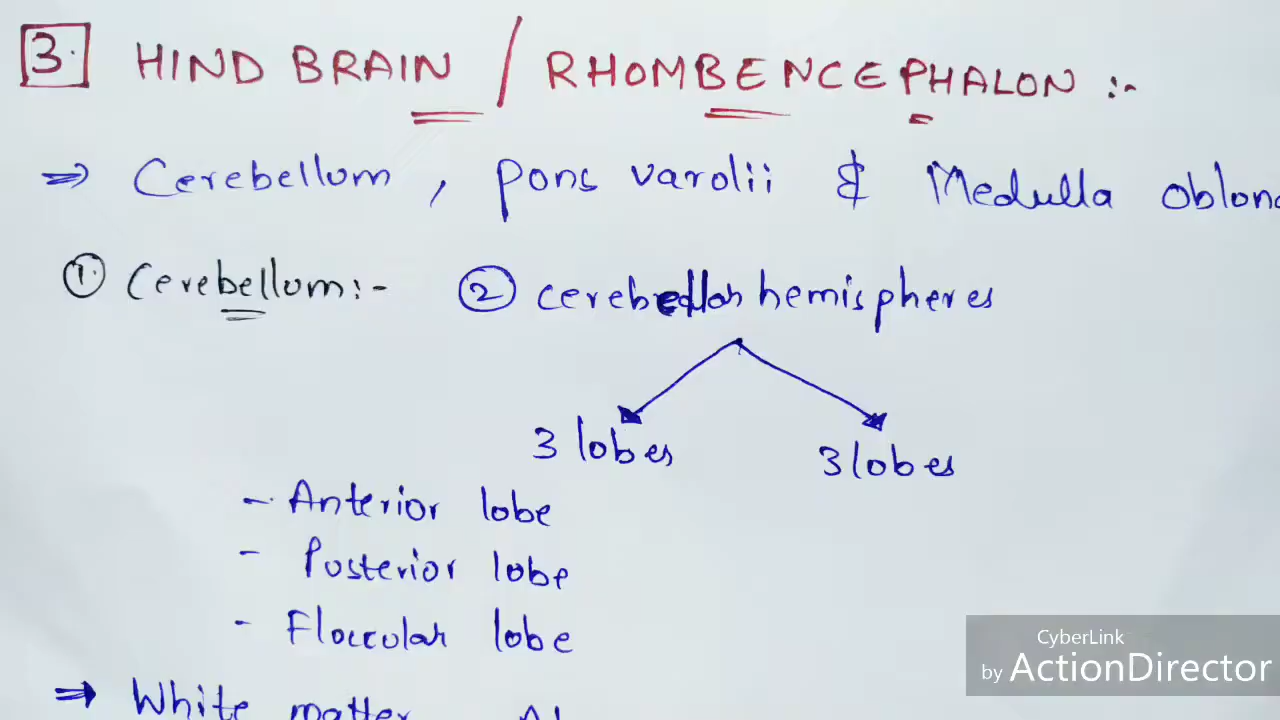 3. HIND BRAIN / RHOMBENCEPHALON :-
⇒ Cerebellum, Pons varolii & Medulla oblong
① Cerebellum:- ② cerebellar hemispheres
3 lobes 3 lobes
- Anterior lobe
- Posterior lobe
- Floccular lobe
⇒ White matter
CyberLink
by ActionDirector